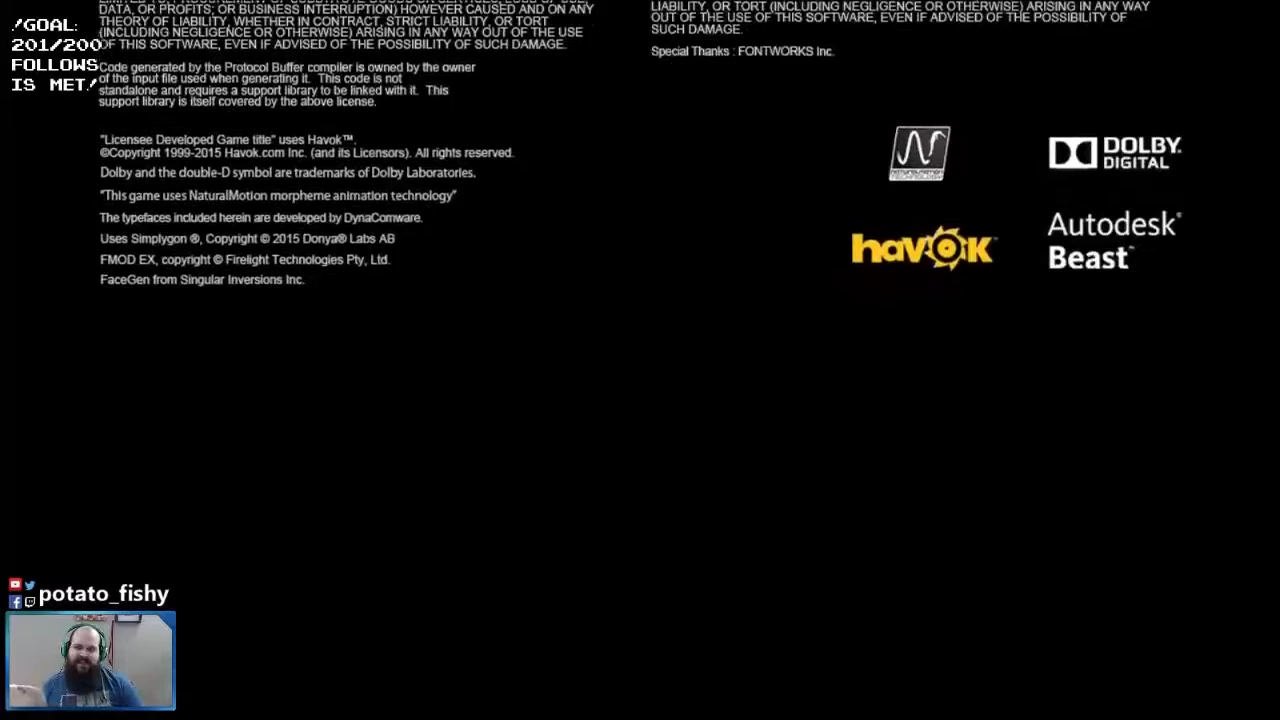 /GOAL:
201/200
FOLLOWS
IS MET/
DATA, OR PROFITS; OR BUSINESS INTERRUPTION) HOWEVER CAUSED AND ON ANY
THEORY OF LIABILITY, WHETHER IN CONTRACT, STRICT LIABILITY, OR TORT
(INCLUDING NEGLIGENCE OR OTHERWISE) ARISING IN ANY WAY OUT OF THE USE
OF THIS SOFTWARE, EVEN IF ADVISED OF THE POSSIBILITY OF SUCH DAMAGE.
Code generated by the Protocol Buffer compiler is owned by the owner
of the input file used when generating it. This code is not
standalone and requires a support library to be linked with it. This
support library is itself covered by the above license.
"Licensee Developed Game title" uses Havok™.
©Copyright 1999-2015 Havok.com Inc. (and its Licensors). All rights reserved.
Dolby and the double-D symbol are trademarks of Dolby Laboratories.
"This game uses NaturalMotion morpheme animation technology"
The typefaces included herein are developed by DynaComware.
Uses Simplygon ®, Copyright © 2015 Donya® Labs AB
FMOD EX, copyright © Firelight Technologies Pty, Ltd.
FaceGen from Singular Inversions Inc.
LIABILITY, OR TORT (INCLUDING NEGLIGENCE OR OTHERWISE) ARISING IN ANY WAY
OUT OF THE USE OF THIS SOFTWARE, EVEN IF ADVISED OF THE POSSIBILITY OF
SUCH DAMAGE.
Special Thanks : FONTWORKS Inc.
NATURALMOTION
TECHNOLOGY
DOLBY
DIGITAL
havok™
Autodesk®
Beast™
potato_fishy